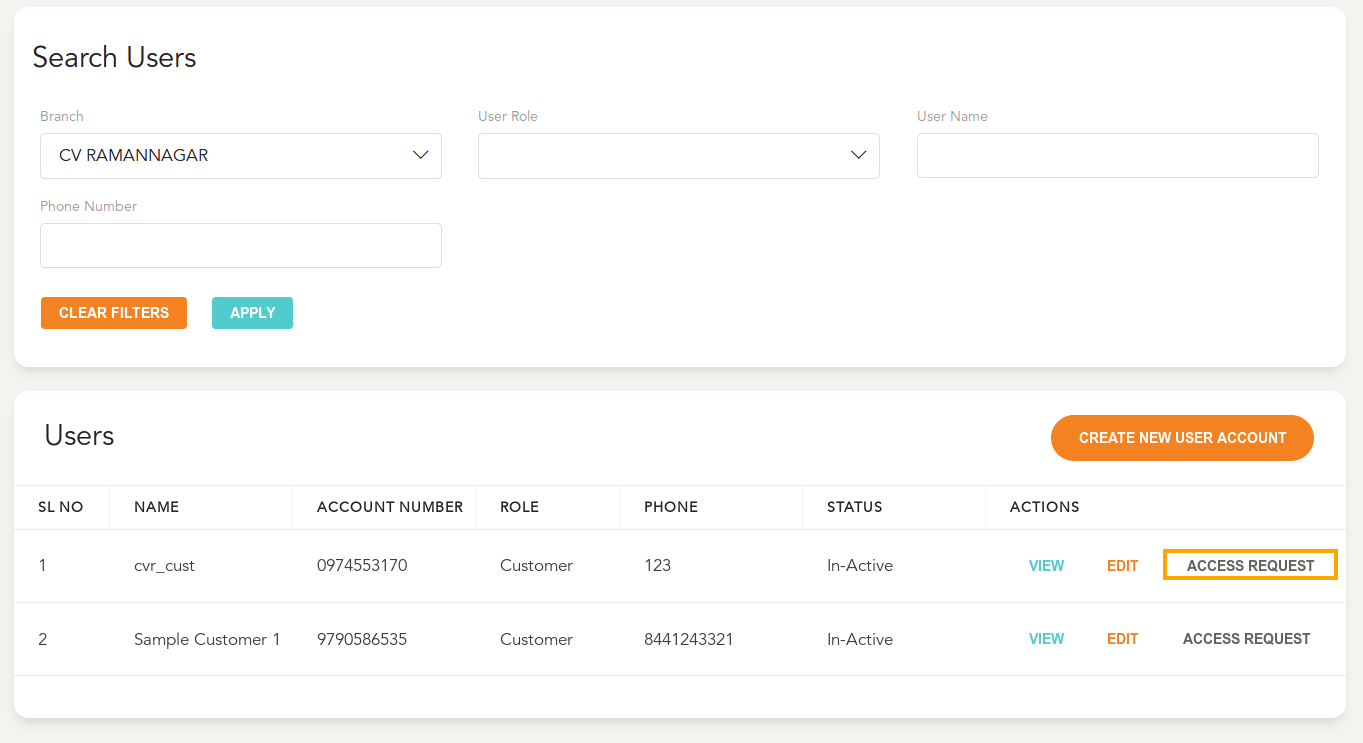 Search Users
Branch User Role User Name
CV RAMANNAGAR
Phone Number
CLEAR FILTERS APPLY
Users CREATE NEW USER ACCOUNT
SL NO NAME ACCOUNT NUMBER ROLE PHONE STATUS ACTIONS
1 cvr_cust 0974553170 Customer 123 In-Active VIEW EDIT ACCESS REQUEST
2 Sample Customer 1 9790586535 Customer 8441243321 In-Active VIEW EDIT ACCESS REQUEST